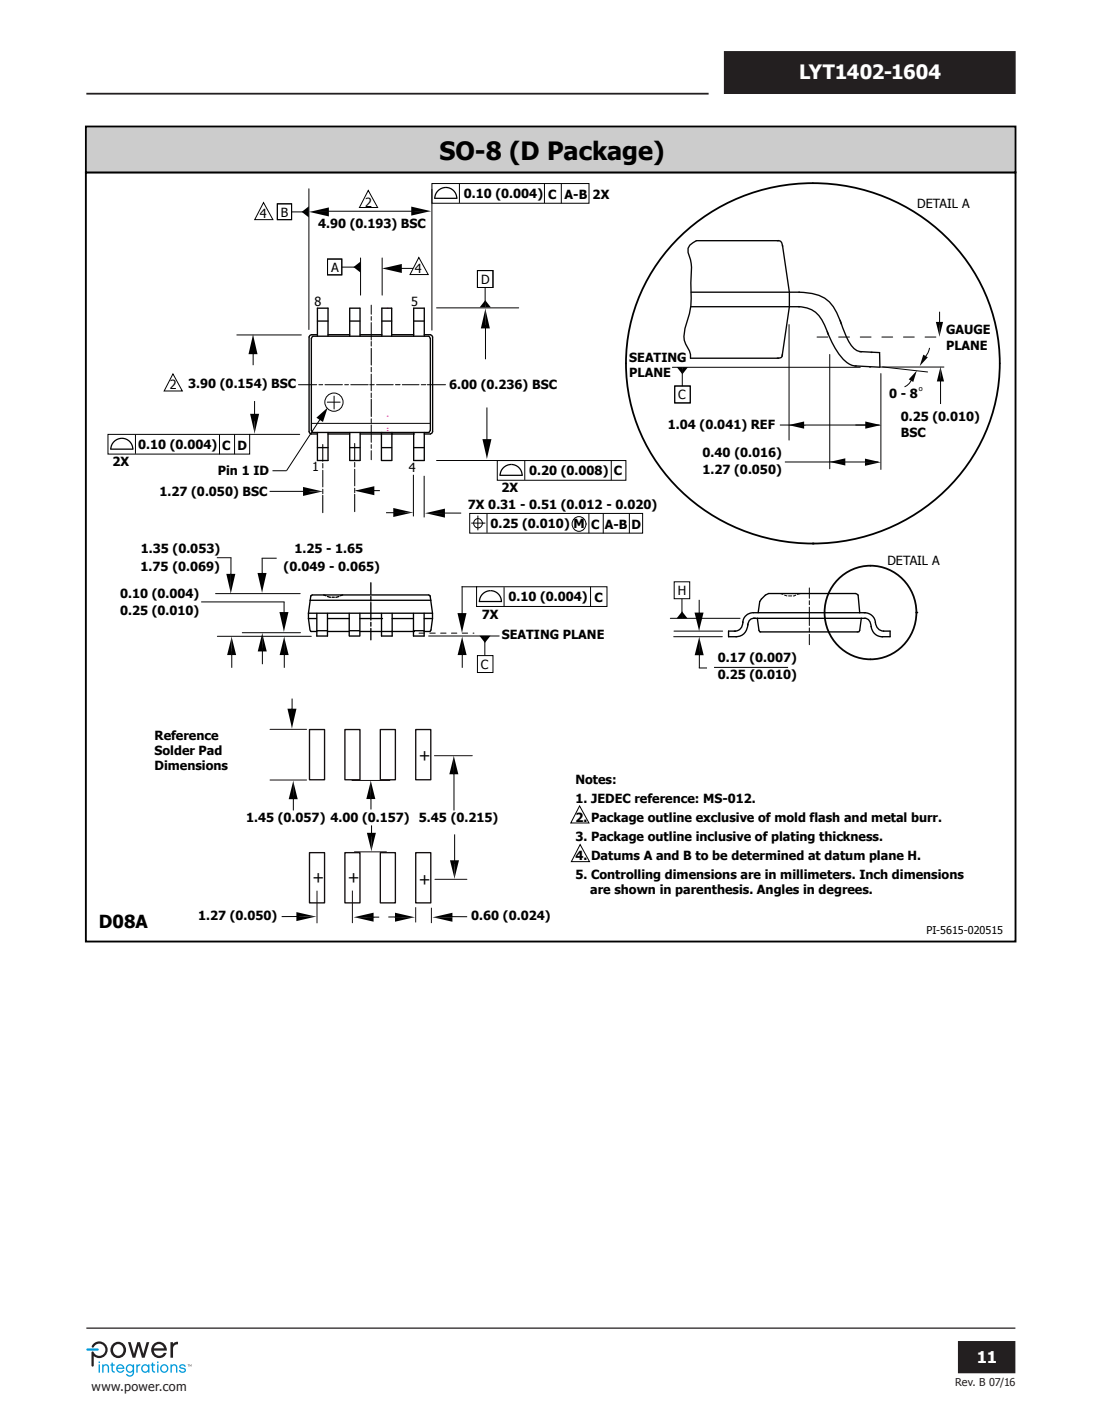 LYT1402-1604
SO-8 (D Package)
0.10 (0.004) C A-B 2X
2
4 B
4.90 (0.193) BSC
A
4
D
8
5
2 3.90 (0.154) BSC
6.00 (0.236) BSC
0.10 (0.004) C D
2X
Pin 1 ID
1
4
1.27 (0.050) BSC
0.20 (0.008) C
2X
7X 0.31 - 0.51 (0.012 - 0.020)
0.25 (0.010) M C A-B D
DETAIL A
GAUGE
PLANE
SEATING
PLANE
C
0 - 8°
0.25 (0.010)
BSC
1.04 (0.041) REF
0.40 (0.016)
1.27 (0.050)
1.35 (0.053)
1.75 (0.069)
1.25 - 1.65
(0.049 - 0.065)
0.10 (0.004)
0.25 (0.010)
0.10 (0.004) C
7X
SEATING PLANE
C
DETAIL A
H
0.17 (0.007)
0.25 (0.010)
Reference
Solder Pad
Dimensions
1.45 (0.057) 4.00 (0.157) 5.45 (0.215)
1.27 (0.050)
0.60 (0.024)
Notes:
1. JEDEC reference: MS-012.
2. Package outline exclusive of mold flash and metal burr.
3. Package outline inclusive of plating thickness.
4. Datums A and B to be determined at datum plane H.
5. Controlling dimensions are in millimeters. Inch dimensions
are shown in parenthesis. Angles in degrees.
D08A
PI-5615-020515
power
integrations™
www.power.com
11
Rev. B 07/16